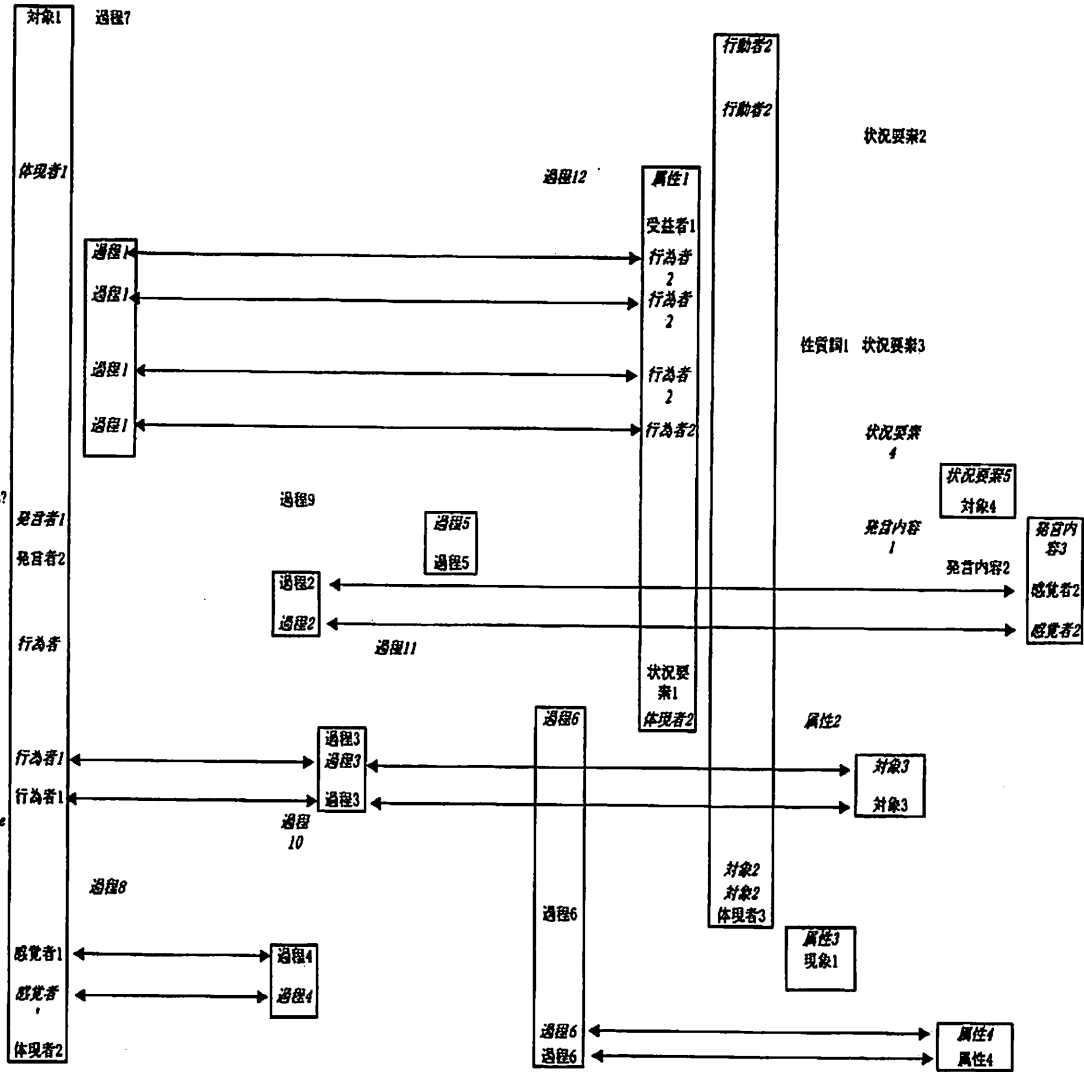 対象1 過程7
行動者2
行動者2
状況要素2
体現者1 過程12 属性1
受益者1
過程1 行為者
2
過程1 行為者
2
性質詞1 状況要素3
過程1 行為者
2
過程1 行為者2 状況要素
4
状況要素5
?
過程9 対象4
発言者1 過程5 発言内容
1
発言内
容3
発言者2 過程5 発言内容2
過程2 感覚者2
過程2 感覚者2
行為者 過程11
状況要
素1
過程6 体現者2 属性2
過程3
行為者1 過程3 対象3
行為者1 過程3 対象3
e
過程
10
対象2
過程8 対象2
過程6 体現者3
属性3
感覚者1 過程4 現象1
感覚者
過程4
過程6 属性4
体現者2 過程6 属性4